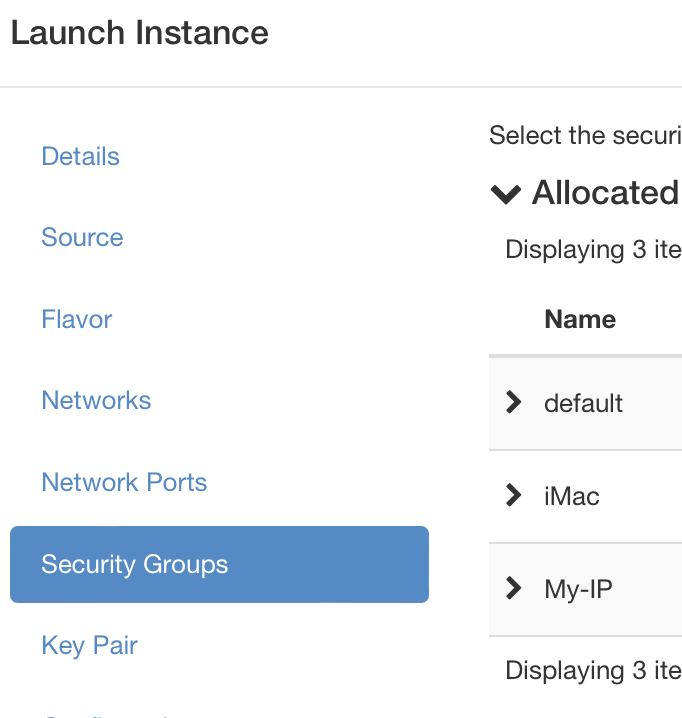 Launch Instance
Details
Source
Flavor
Networks
Network Ports
Security Groups
Key Pair
Select the securi
Allocated
Displaying 3 ite
Name
default
iMac
My-IP
Displaying 3 ite